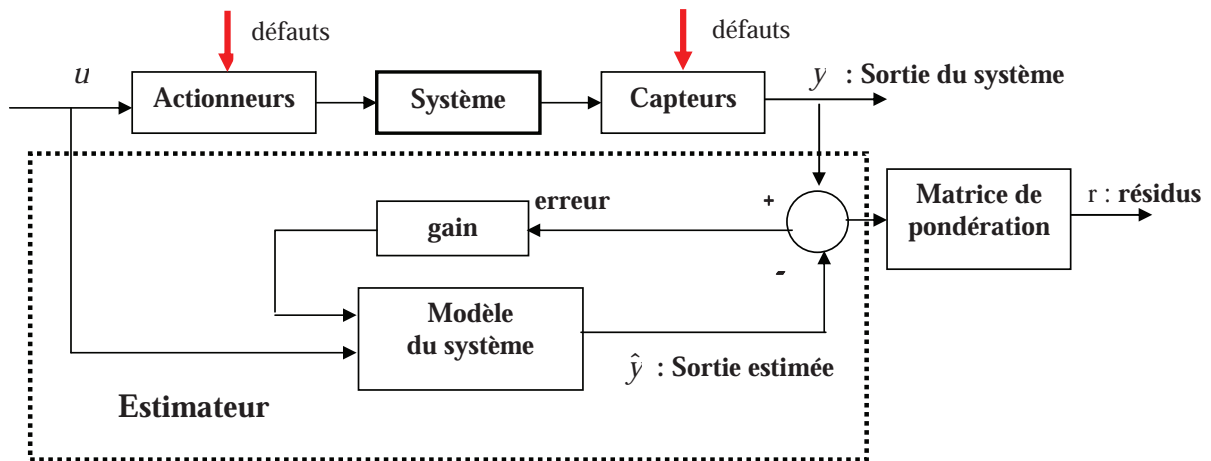 défauts
défauts
u
Actionneurs
Système
Capteurs
y : Sortie du système
+
erreur
gain
-
Matrice de
pondération
r : résidus
Modèle
du système
ŷ : Sortie estimée
Estimateur